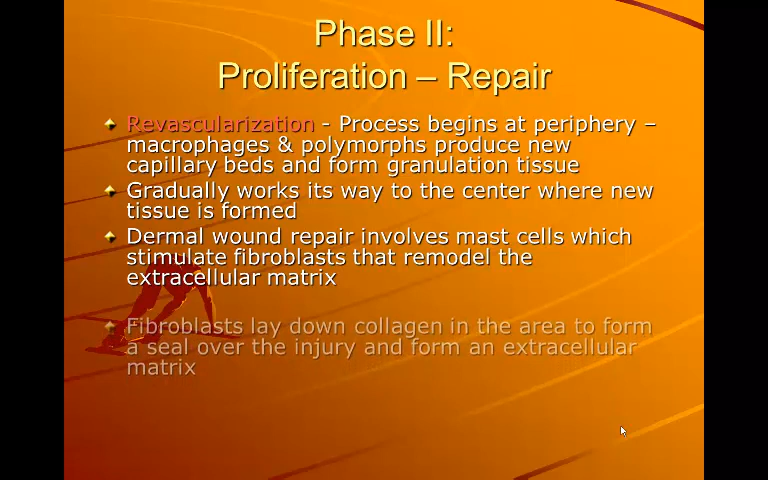 Phase II:
Proliferation – Repair
Revascularization - Process begins at periphery –
macrophages & polymorphs produce new
capillary beds and form granulation tissue
Gradually works its way to the center where new
tissue is formed
Dermal wound repair involves mast cells which
stimulate fibroblasts that remodel the
extracellular matrix
Fibroblasts lay down collagen in the area to form
a seal over the injury and form an extracellular
matrix